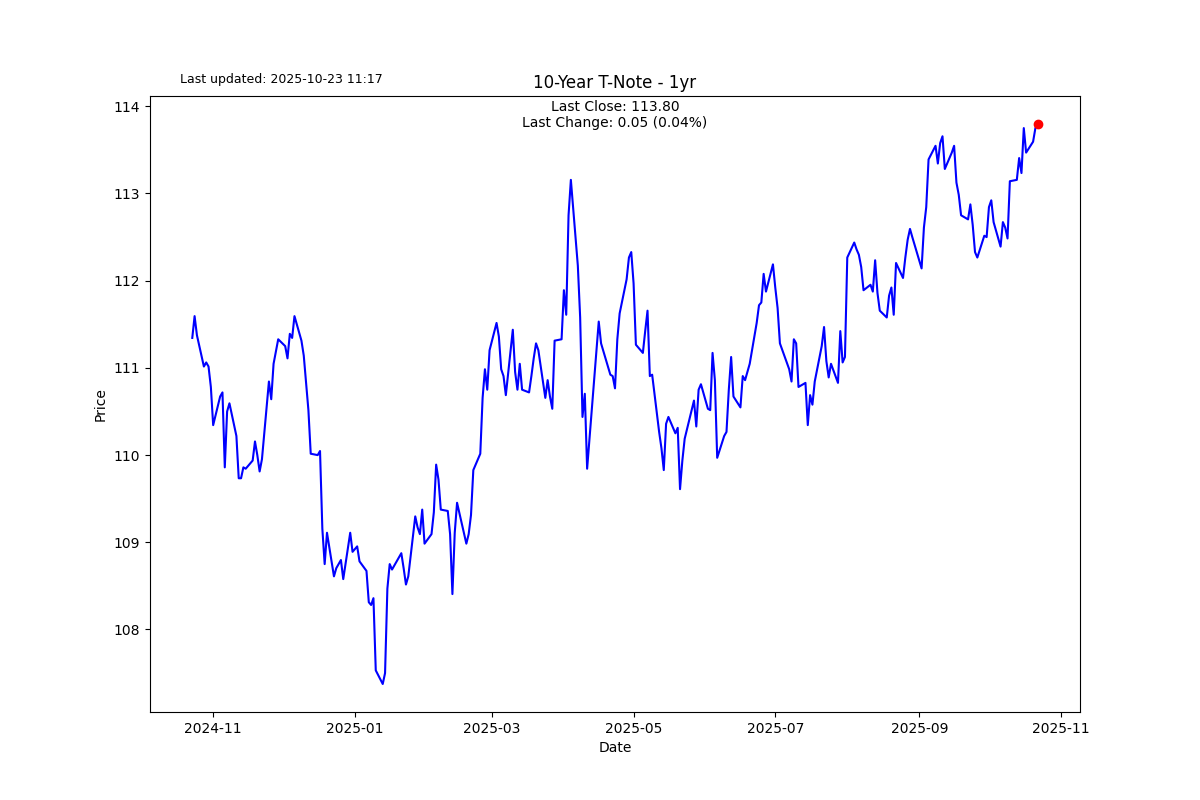 Last updated: 2025-10-23 11:17
10-Year T-Note - 1yr
Last Close: 113.80
Last Change: 0.05 (0.04%)
114
113
112
111
110
109
108
Price
2024-11
2025-01
2025-03
2025-05
2025-07
2025-09
2025-11
Date